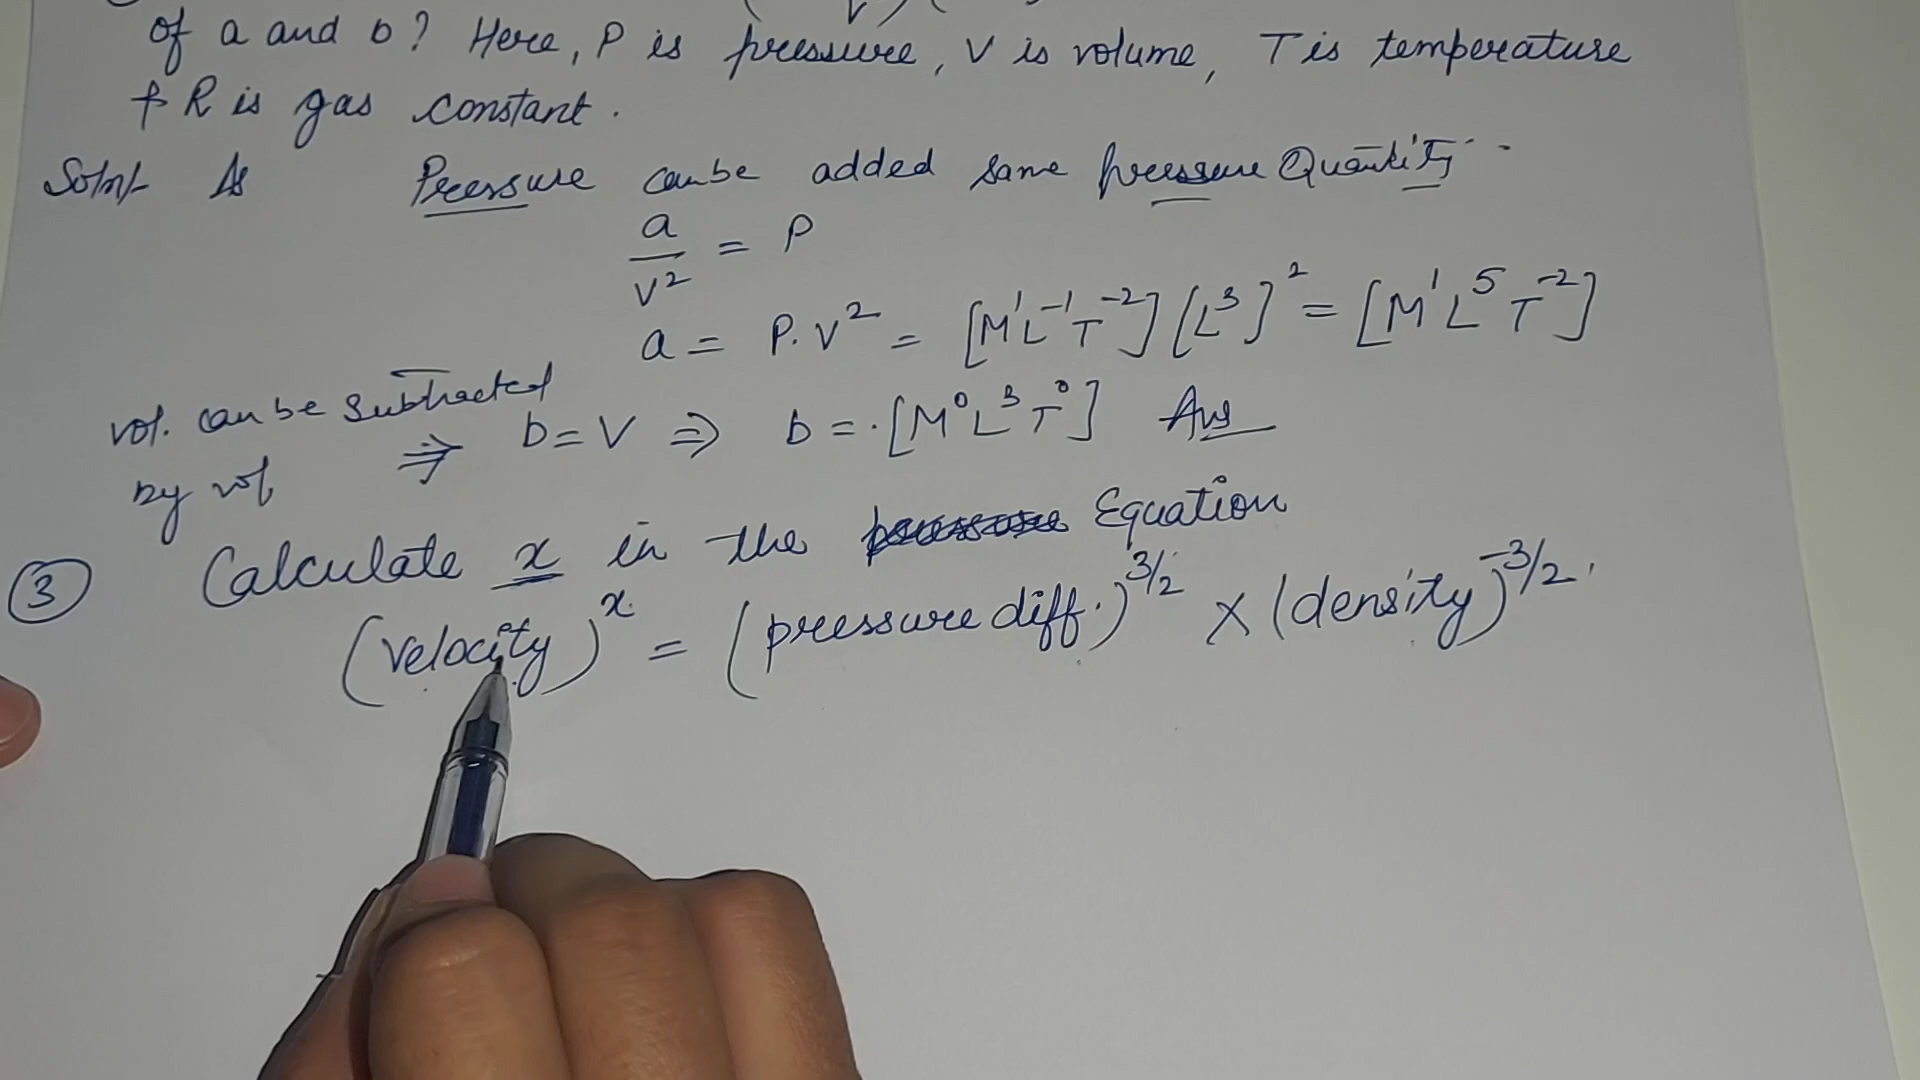 of a and b? Here, P is pressure, V is volume, T is temperature
& R is gas constant.
Soln/- As Pressure can be added same pressure Quantity
a/V² = P
a = P.V² = [M¹L⁻¹T⁻²][L³]² = [M¹L⁵T⁻²]
vol. can be subtracted
by vol ⇒ b = V ⇒ b = [M⁰L³T⁰] Ans
③ Calculate x in the Equation
(velocity)ˣ = (pressure diff.)^3/2 × (density)^-3/2.